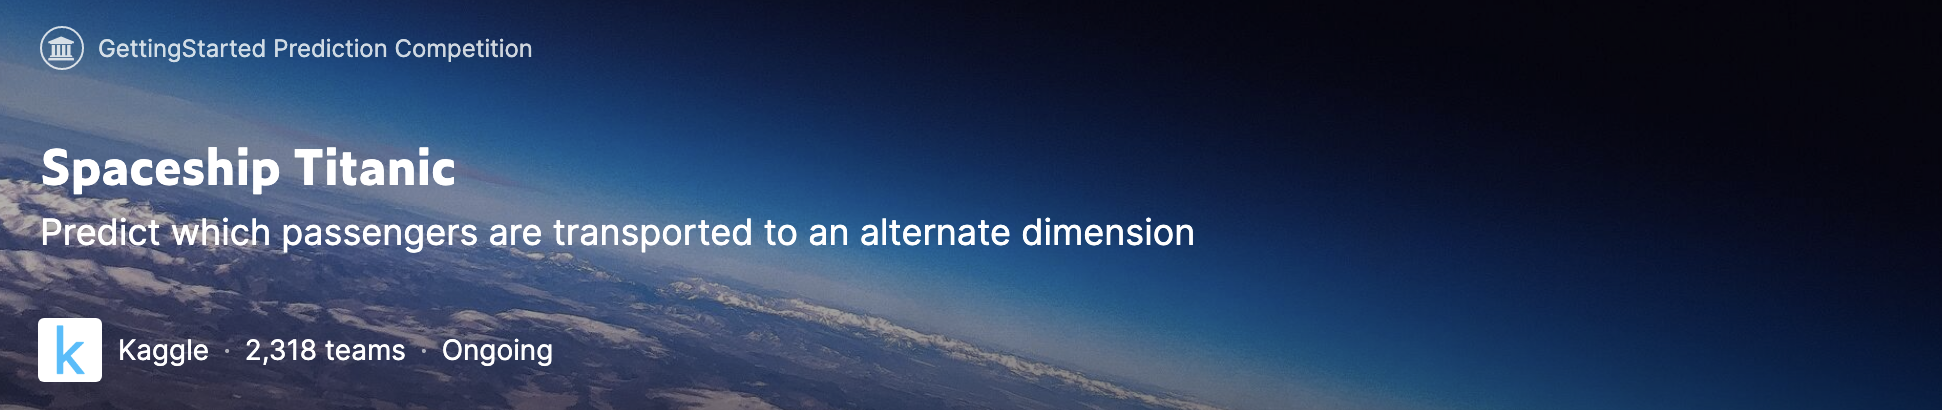 GettingStarted Prediction Competition
Spaceship Titanic
Predict which passengers are transported to an alternate dimension
k Kaggle · 2,318 teams · Ongoing